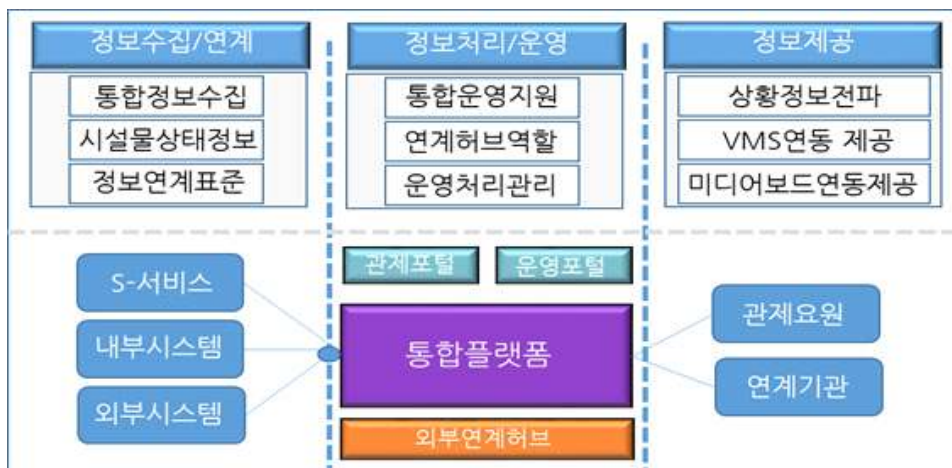 정보수집/연계
통합정보수집
시설물상태정보
정보연계표준
정보처리/운영
통합운영지원
연계허브역할
운영처리관리
정보제공
상황정보전파
VMS연동 제공
미디어보드연동제공
S-서비스
내부시스템
외부시스템
관제포털
운영포털
통합플랫폼
외부연계허브
관제요원
연계기관